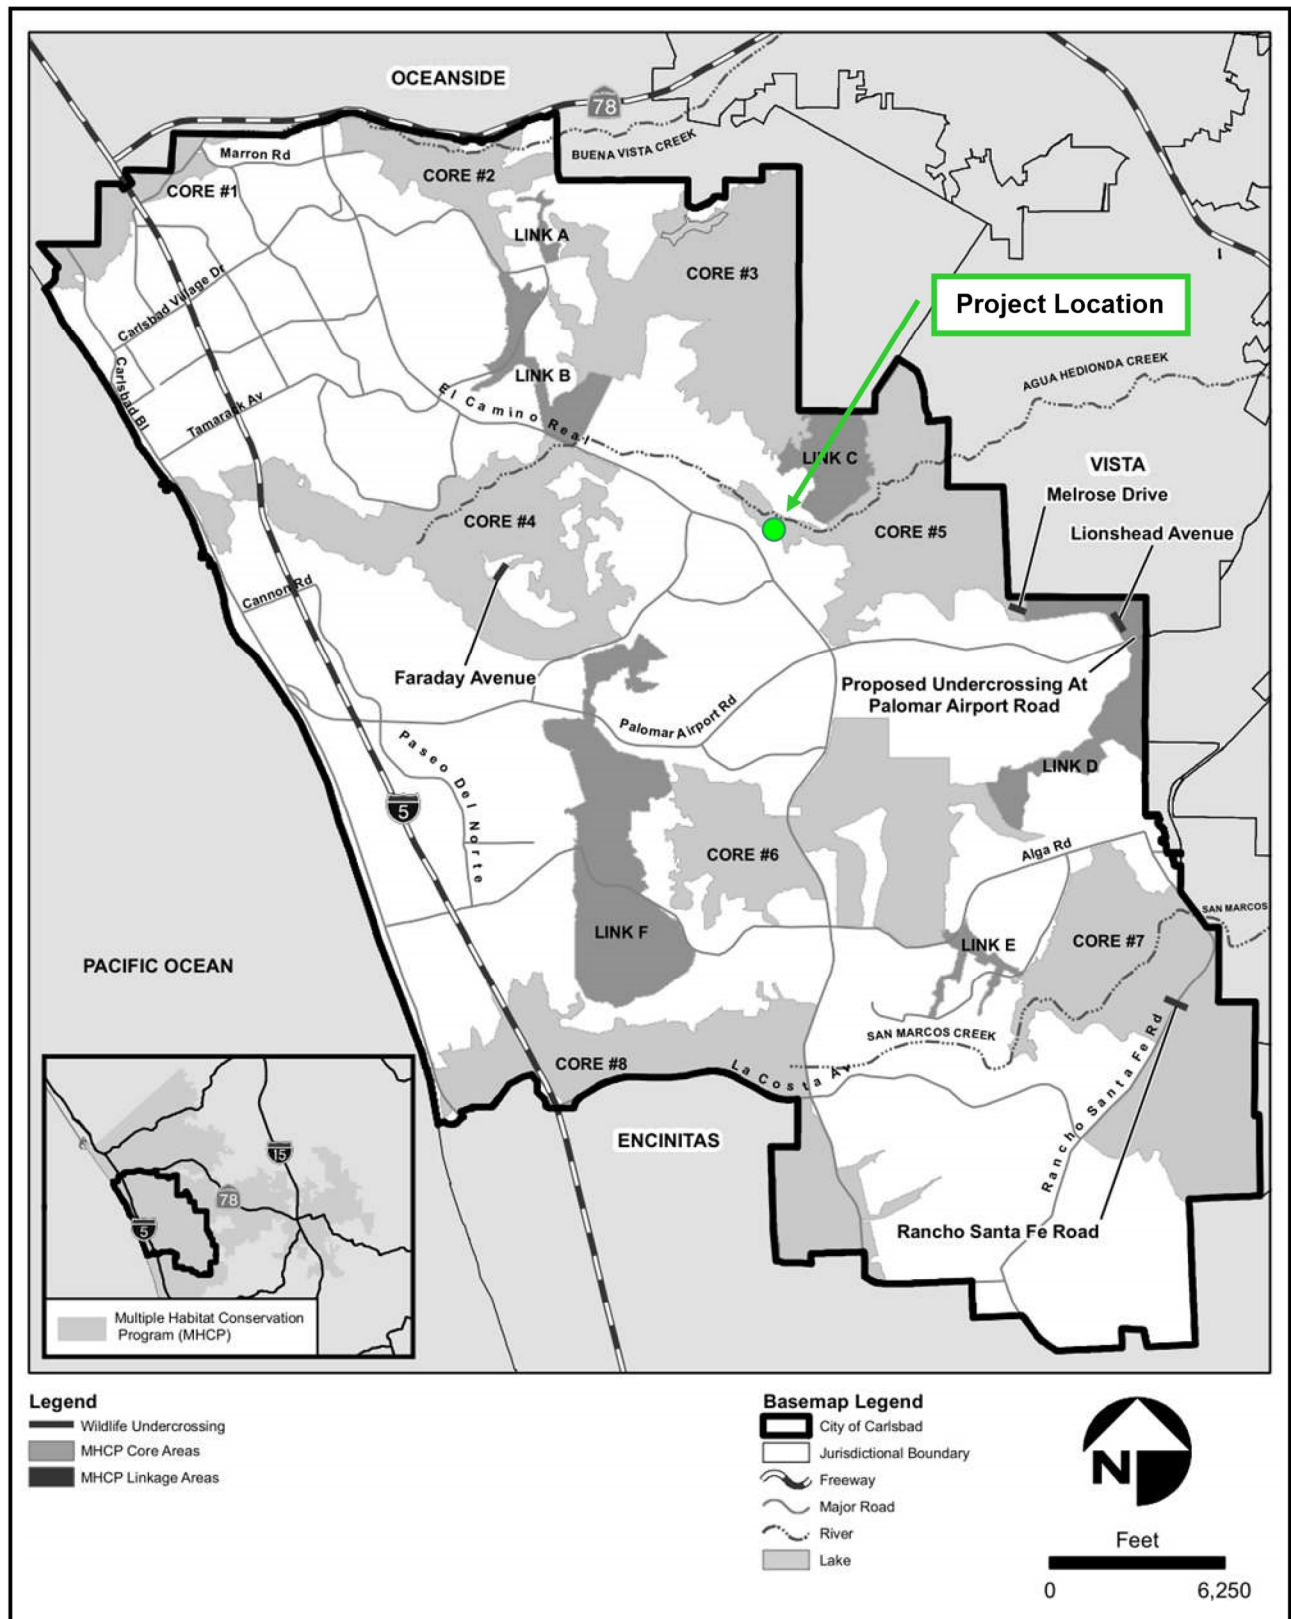 OCEANSIDE
78
BUENA VISTA CREEK
Marron Rd
CORE #1
CORE #2
LINK A
CORE #3
Project Location
Carlsbad Village Dr
Carlsbad Bl
LINK B
El Camino Real
Tamarack Av
AGUA HEDIONDA CREEK
LINK C
VISTA
Melrose Drive
CORE #4
CORE #5
Lionshead Avenue
Cannon Rd
Faraday Avenue
Proposed Undercrossing At
Palomar Airport Road
Palomar Airport Rd
Paseo Del Norte
LINK D
5
CORE #6
Alga Rd
SAN MARCOS
LINK F
LINK E
CORE #7
PACIFIC OCEAN
SAN MARCOS CREEK
CORE #8
La Costa Av
Rancho Santa Fe Rd
ENCINITAS
Rancho Santa Fe Road
15
78
5
Multiple Habitat Conservation
Program (MHCP)
Legend
Wildlife Undercrossing
MHCP Core Areas
MHCP Linkage Areas
Basemap Legend
City of Carlsbad
Jurisdictional Boundary
Freeway
Major Road
River
Lake
N
Feet
0 6,250